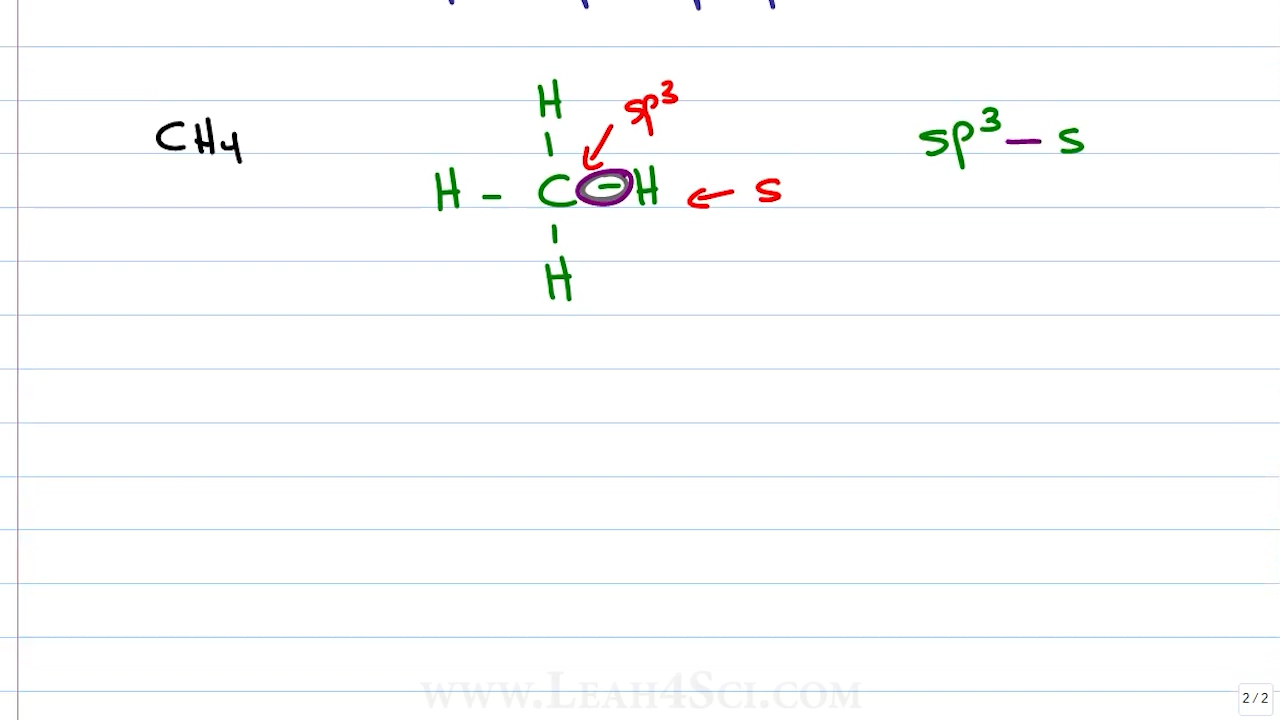 CH4
H
sp³
sp³ — s
H - C - H ← s
H
www.Leah4Sci.com
2 / 2